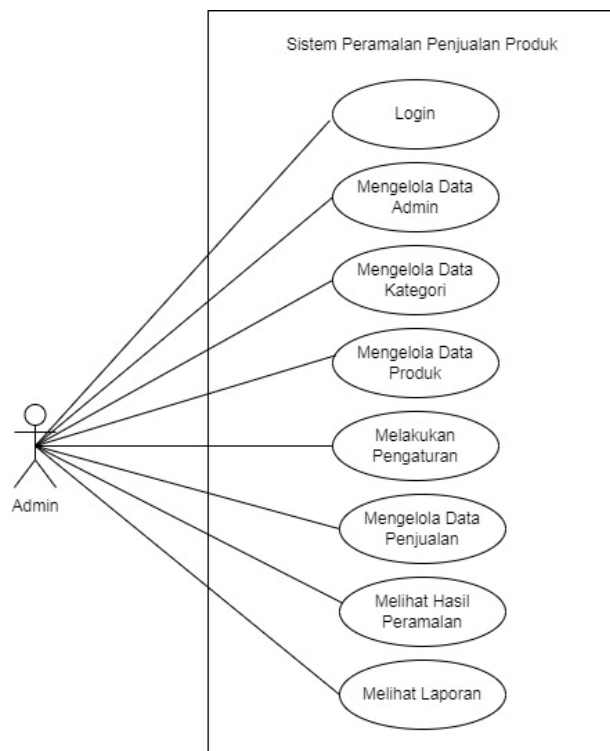 Sistem Peramalan Penjualan Produk
Login
Mengelola Data
Admin
Mengelola Data
Kategori
Mengelola Data
Produk
Melakukan
Pengaturan
Admin
Mengelola Data
Penjualan
Melihat Hasil
Peramalan
Melihat Laporan